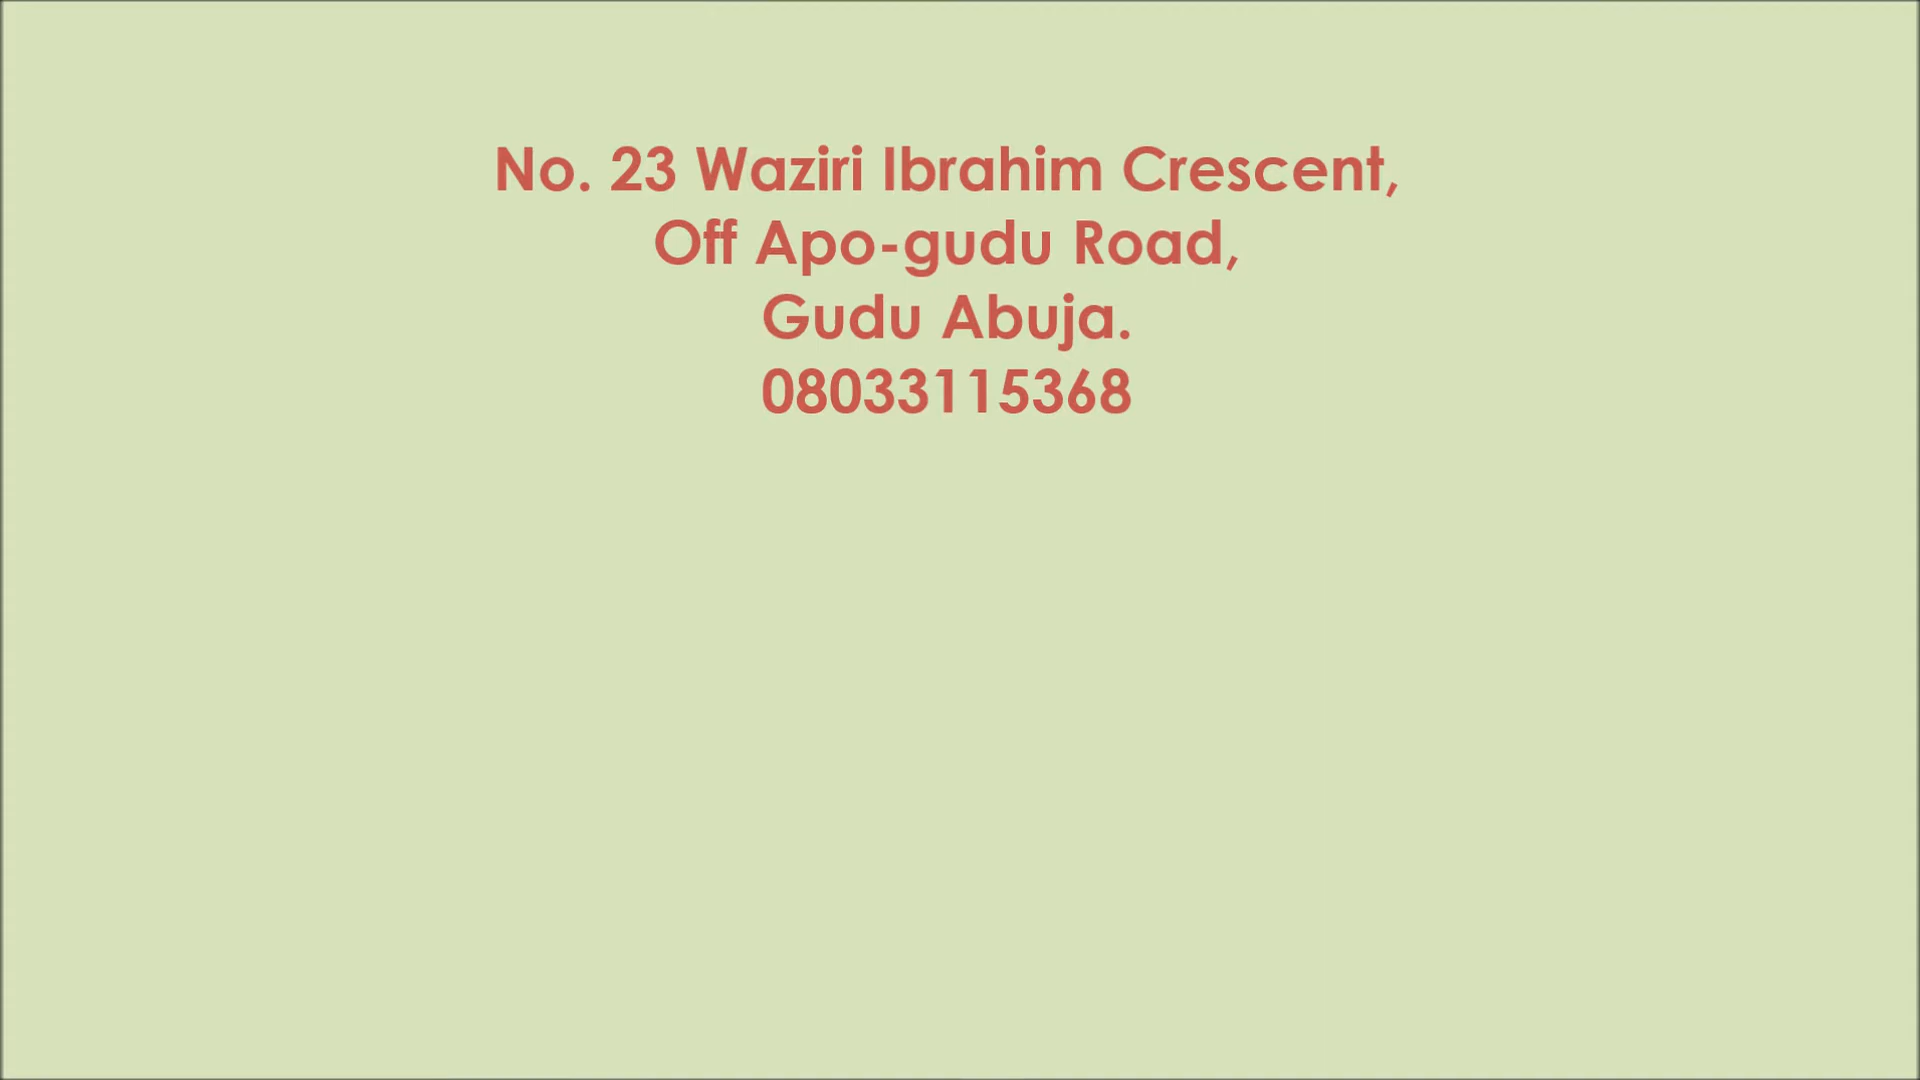 No. 23 Waziri Ibrahim Crescent,
Off Apo-gudu Road,
Gudu Abuja.
08033115368